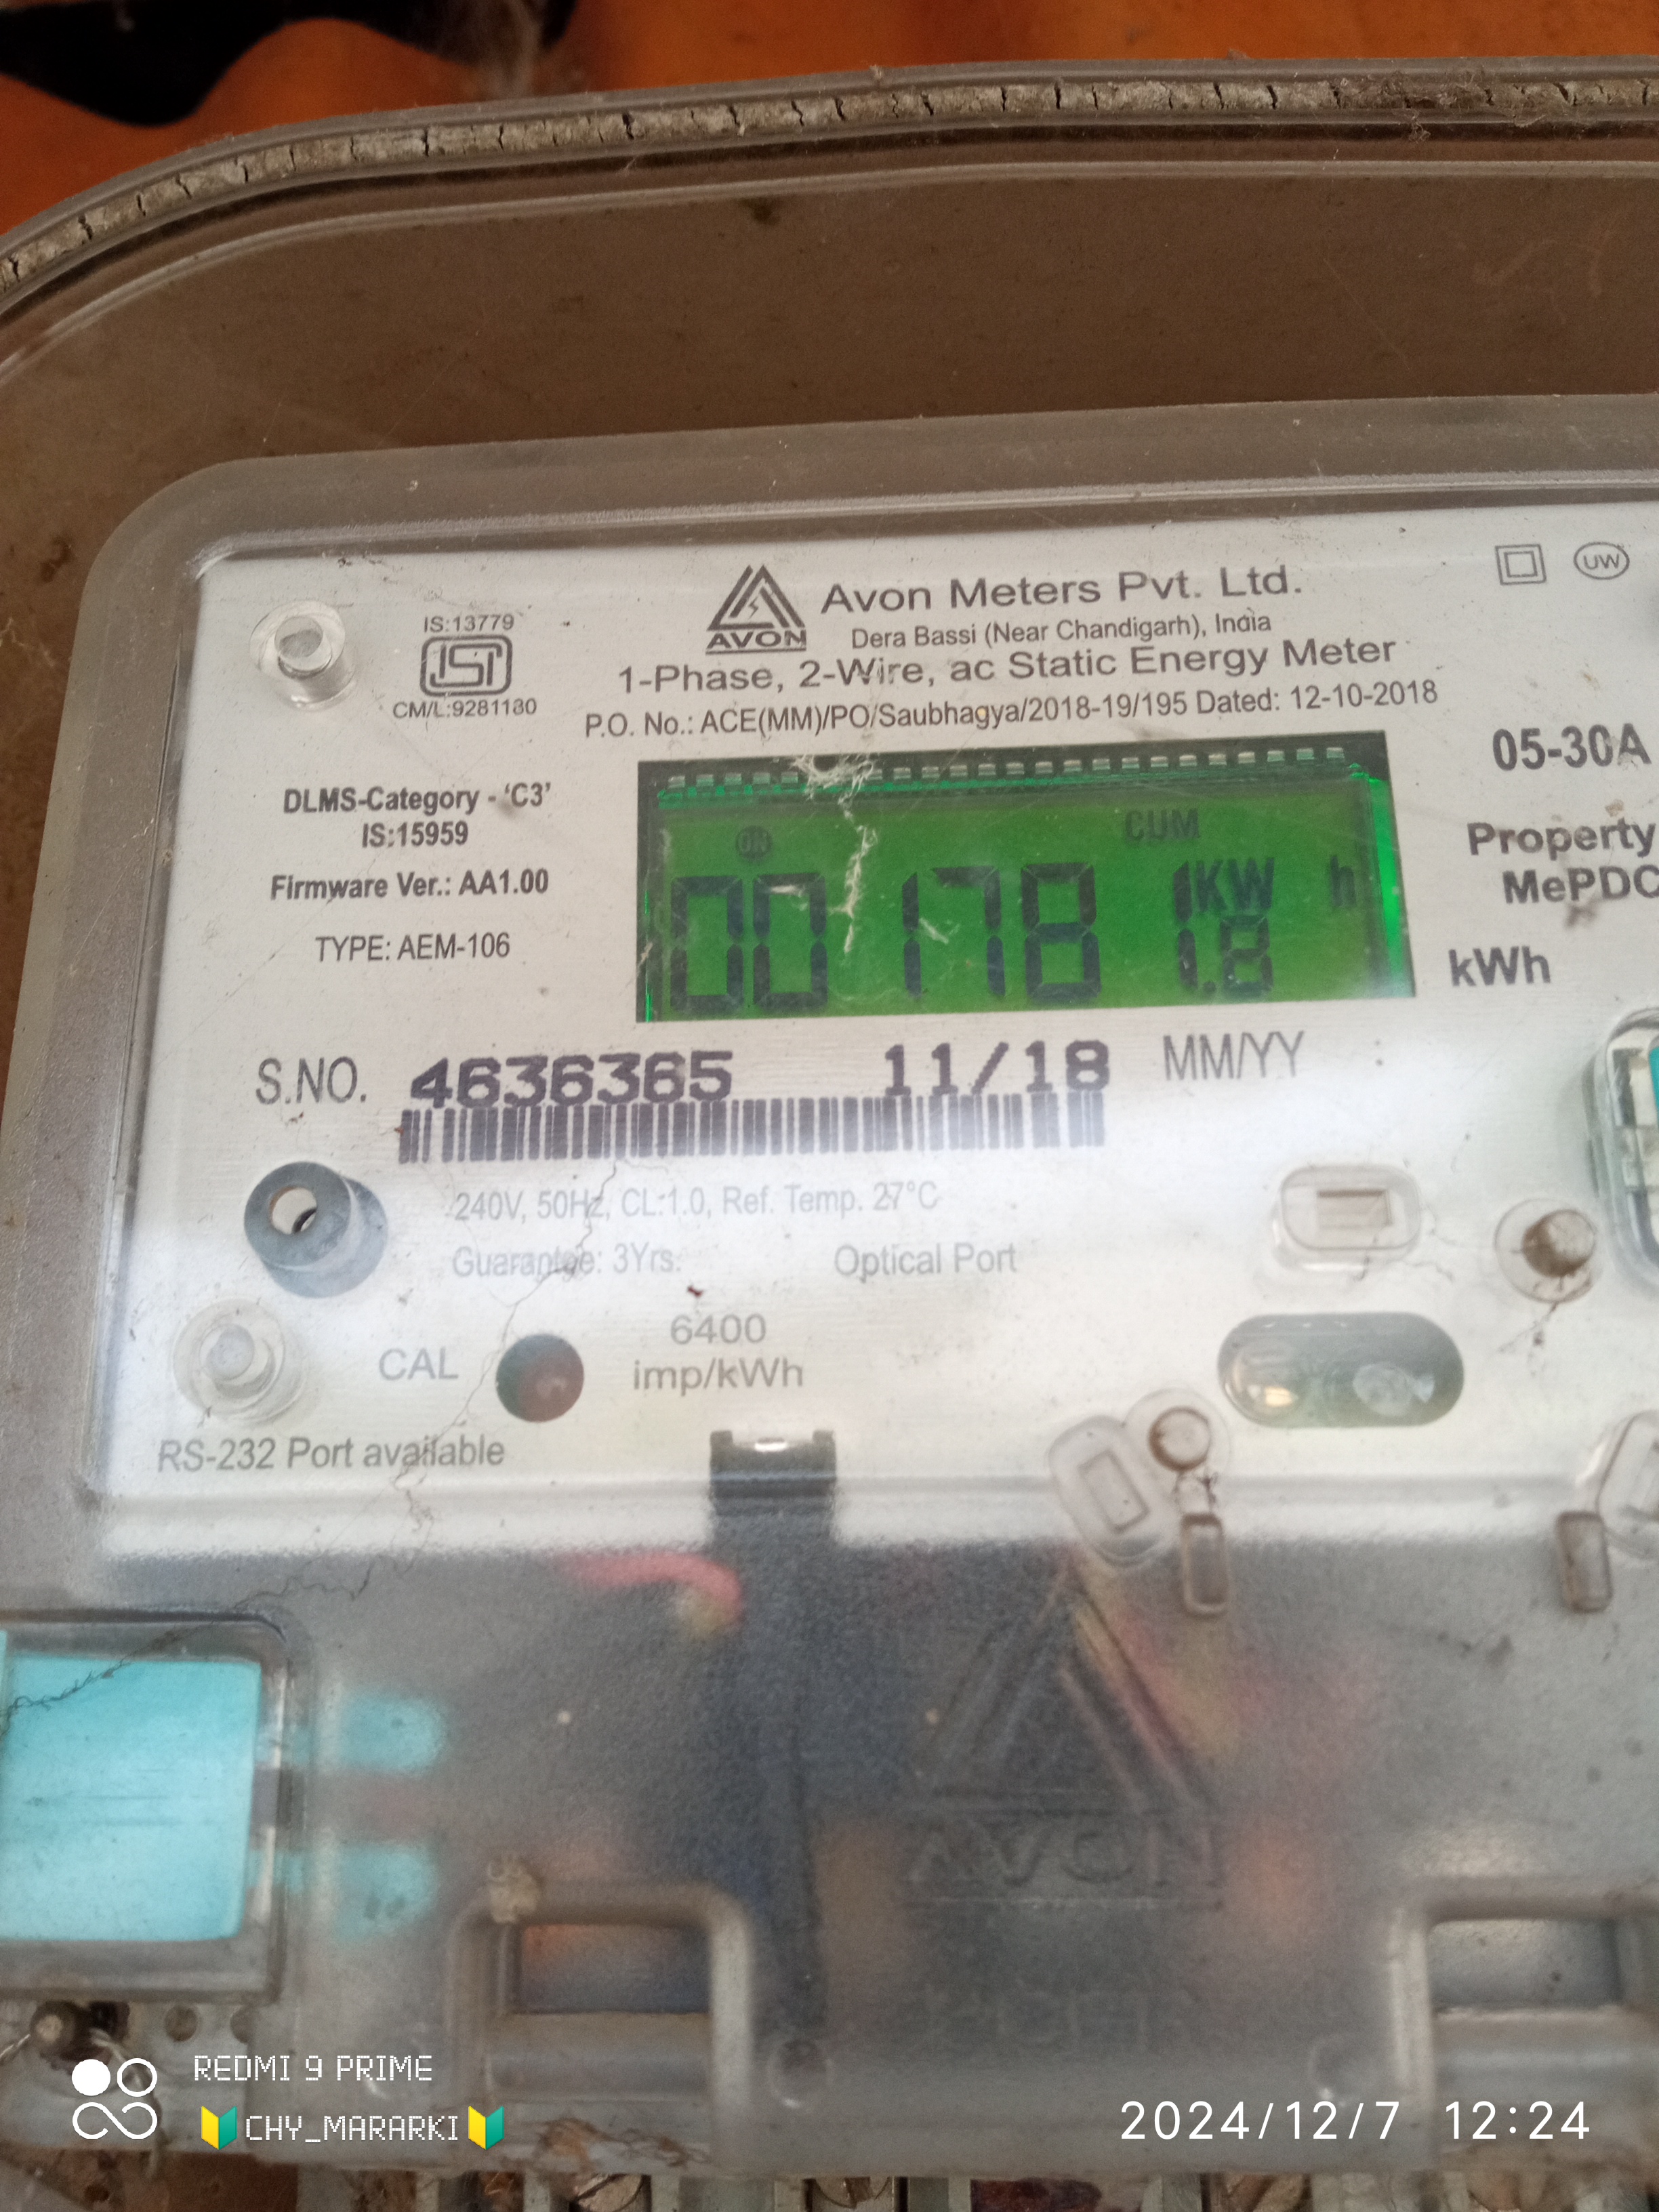 IS:13779
ISI
CM/L:9281180
AVON
Avon Meters Pvt. Ltd.
Dera Bassi (Near Chandigarh), India
1-Phase, 2-Wire, ac Static Energy Meter
P.O. No.: ACE(MM)/PO/Saubhagya/2018-19/195 Dated: 12-10-2018
UW
05-30A
DLMS-Category - 'C3'
IS:15959
Firmware Ver.: AA1.00
TYPE: AEM-106
ON
CUM
KW h
00178 1.8
Property
MePDC
kWh
S.NO. 4636365 11/18 MM/YY
240V, 50Hz, CL:1.0, Ref. Temp. 27°C
Guarantee: 3Yrs.
Optical Port
CAL
6400
imp/kWh
RS-232 Port available
AVON
REDMI 9 PRIME
🔰CHY_MARARKI🔰
2024/12/7 12:24